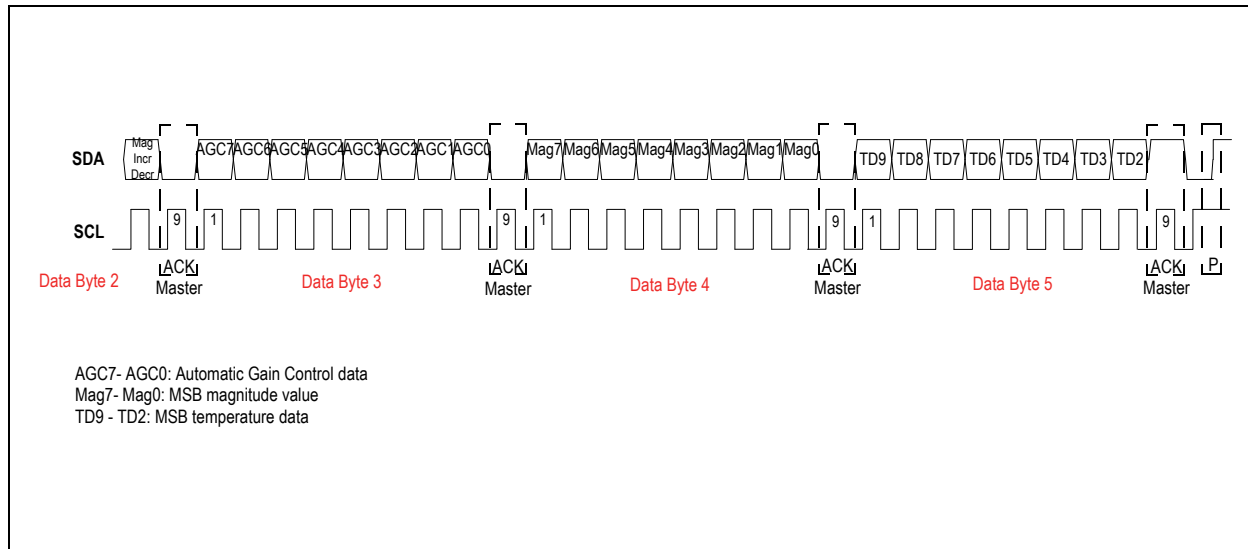 SDA
Mag
Incr
Decr
AGC7 AGC6 AGC5 AGC4 AGC3 AGC2 AGC1 AGC0
Mag7 Mag6 Mag5 Mag4 Mag3 Mag2 Mag1 Mag0
TD9 TD8 TD7 TD6 TD5 TD4 TD3 TD2
SCL
9 1 9 1 9 1 9
Data Byte 2
ACK
Master
Data Byte 3
ACK
Master
Data Byte 4
ACK
Master
Data Byte 5
ACK
Master
P
AGC7- AGC0: Automatic Gain Control data
Mag7- Mag0: MSB magnitude value
TD9 - TD2: MSB temperature data